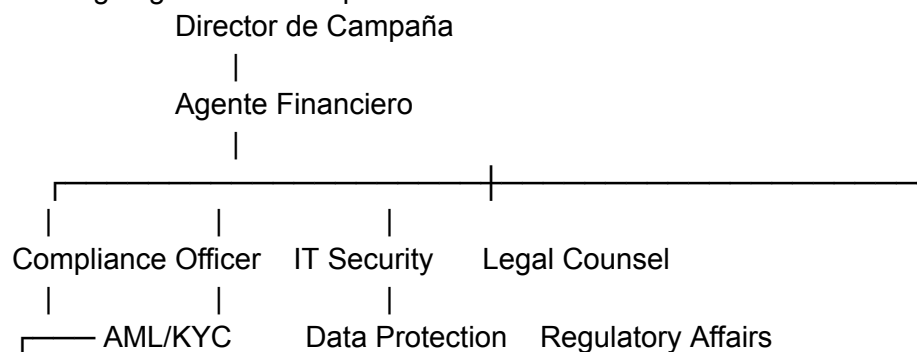 Director de Campaña
|
Agente Financiero
|
┌─────────────────┼─────────────────
| | |
Compliance Officer IT Security Legal Counsel
| | |
┌─── AML/KYC Data Protection Regulatory Affairs